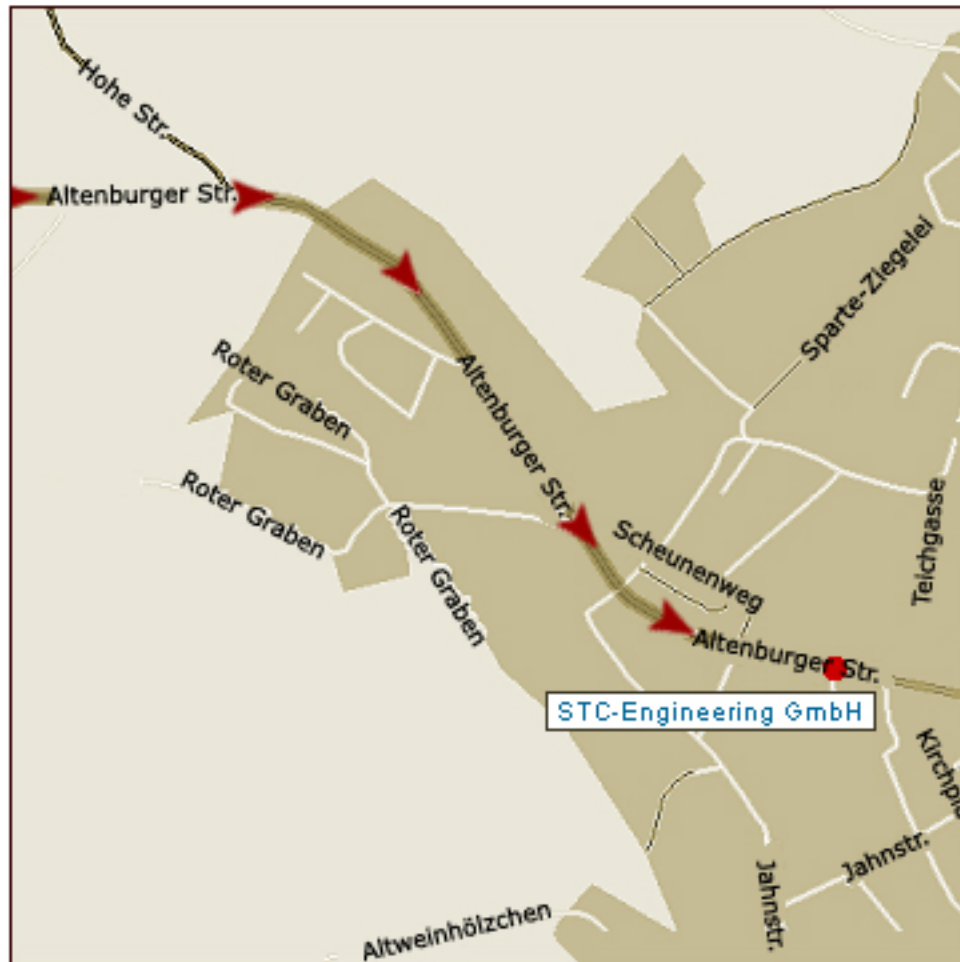 Hohe Str.
Altenburger Str.
Sparte-Ziegelei
Roter Graben
Altenburger Str.
Roter Graben
Roter Graben
Teichgasse
Scheunenweg
Altenburger Str.
STC-Engineering GmbH
Jahnstr.
Jahnstr.
Altweinhölzchen